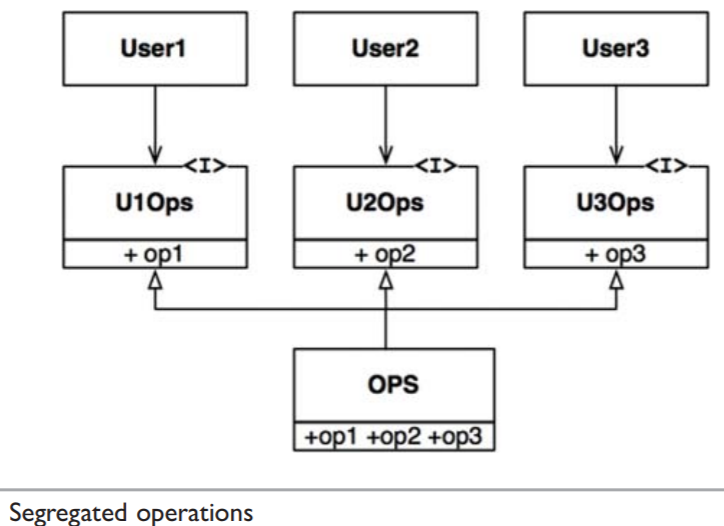 User1 User2 User3
<I> <I> <I>
U1Ops U2Ops U3Ops
+ op1 + op2 + op3
OPS
+op1 +op2 +op3
Segregated operations